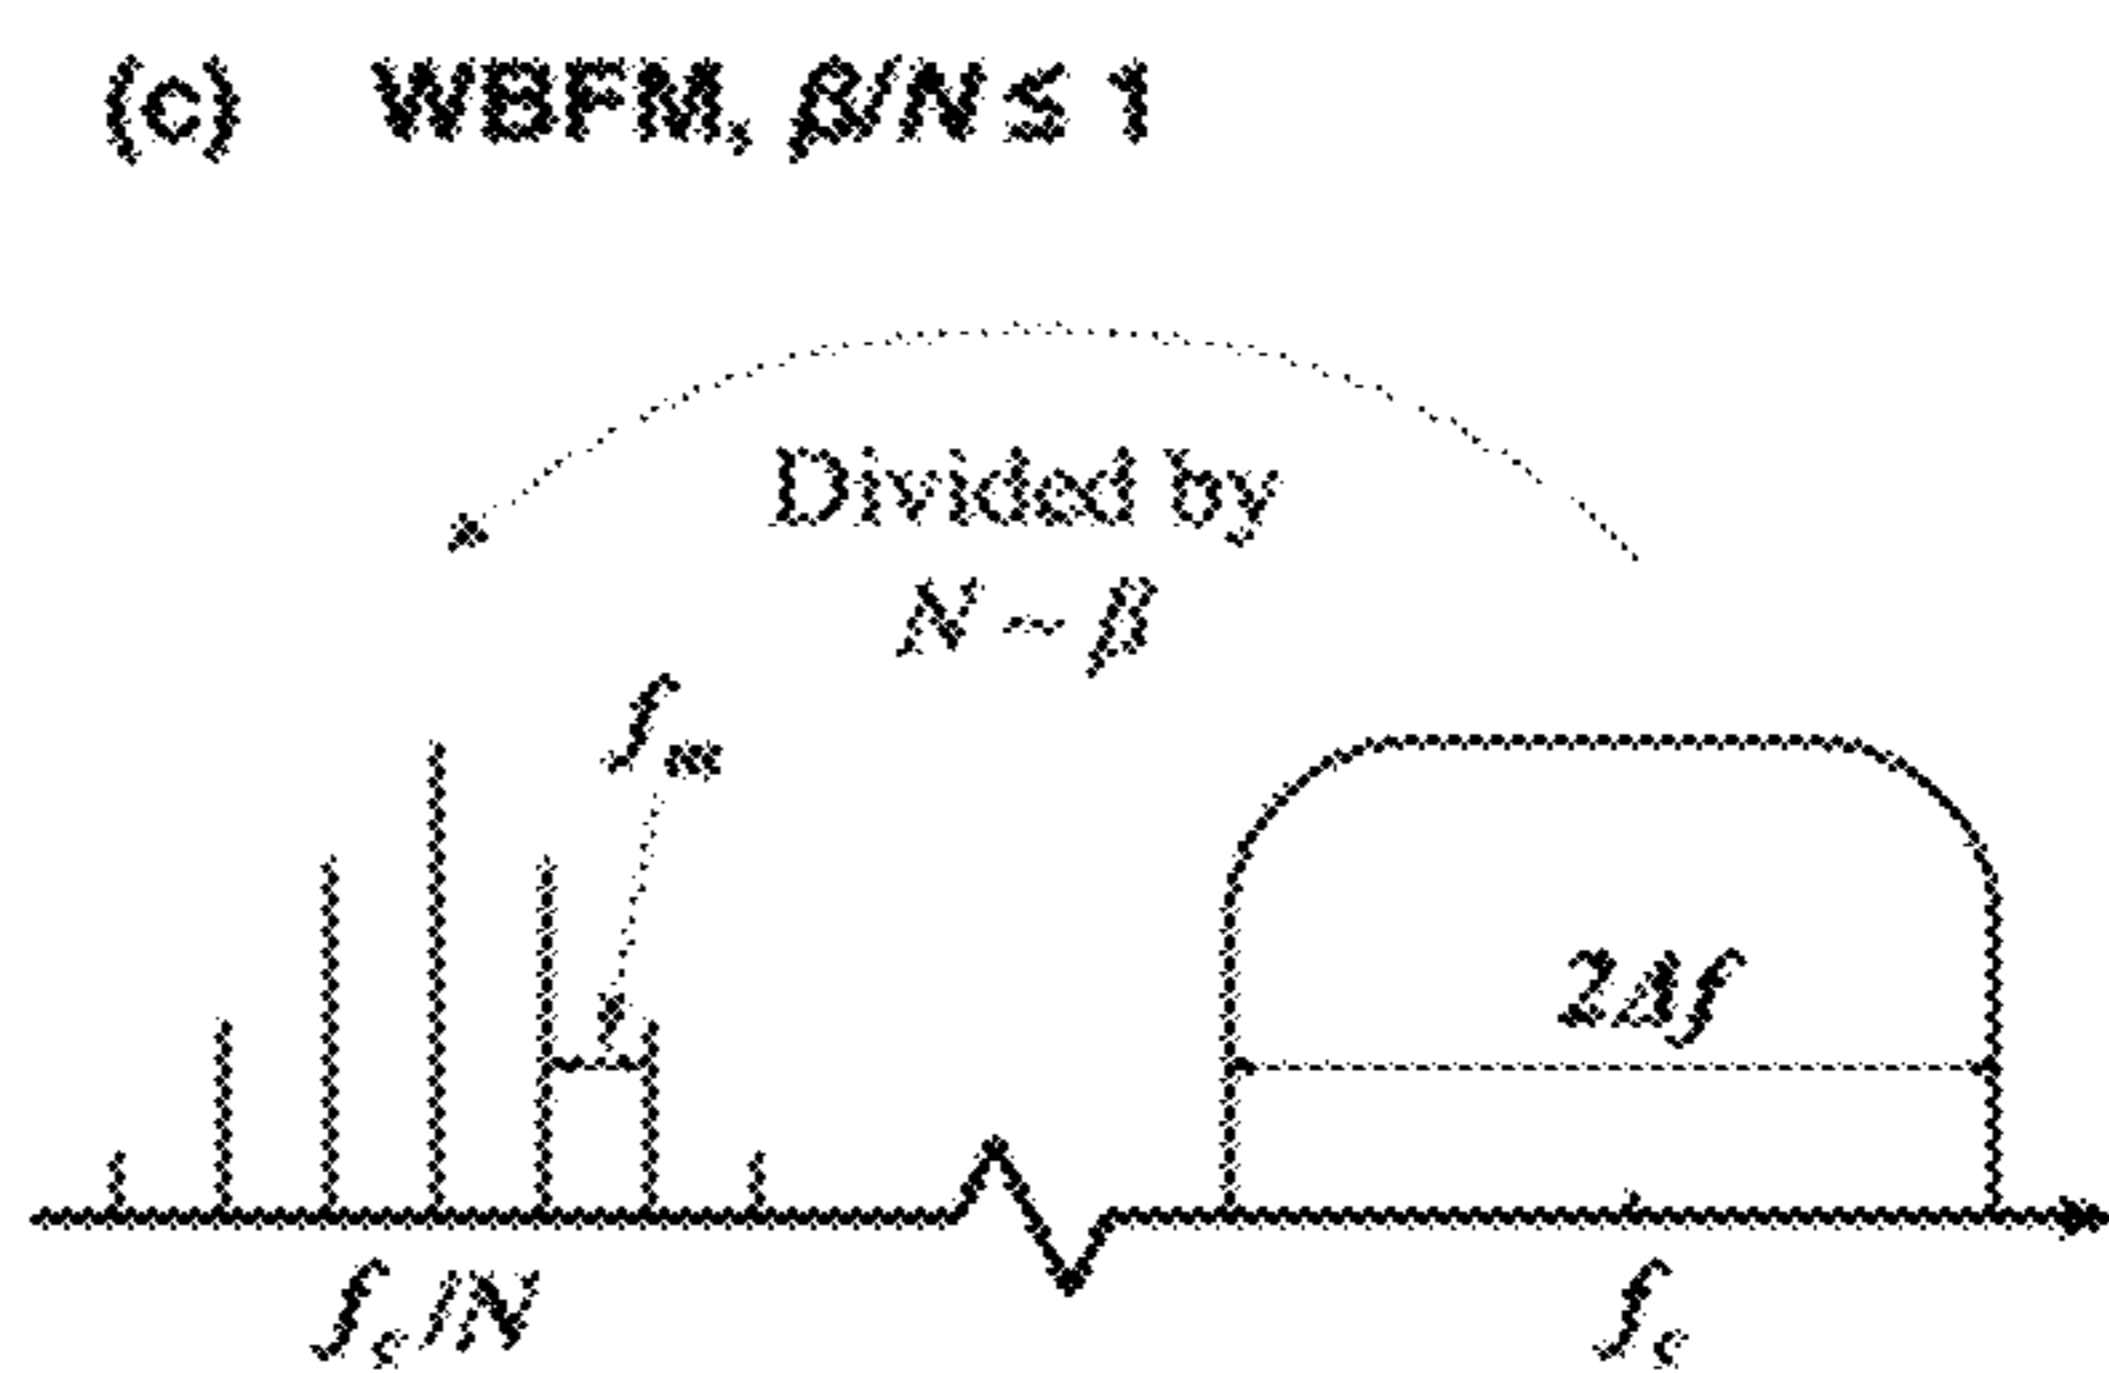 (c) WBFM, β/N ≤ 1
Divided by
N ~ β
f_m
2Δf
f_c/N
f_c